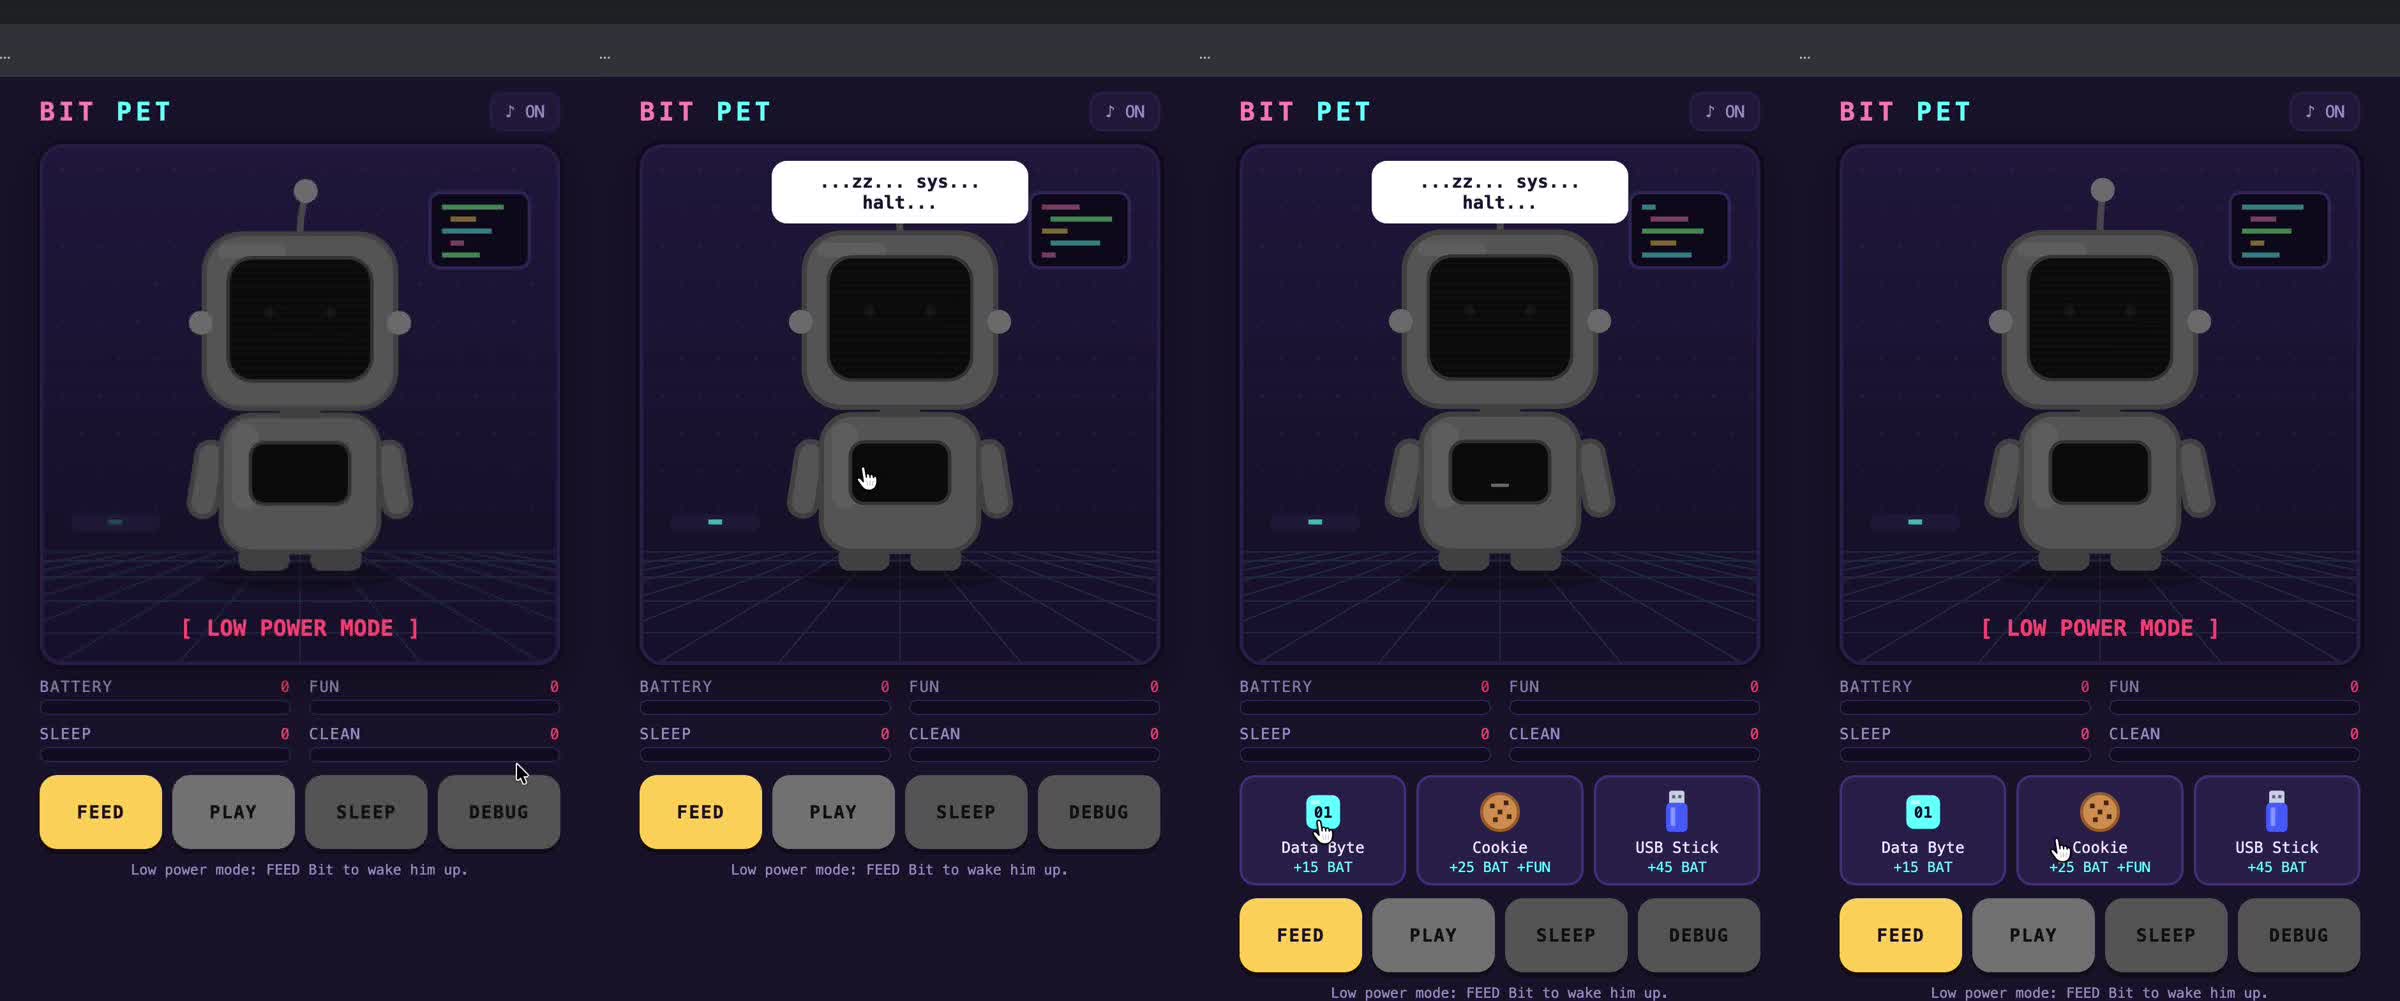 ...
BIT PET
♪ ON
[ LOW POWER MODE ]
BATTERY 0 FUN 0
SLEEP 0 CLEAN 0
FEED PLAY SLEEP DEBUG
Low power mode: FEED Bit to wake him up.
...
BIT PET
♪ ON
...zz... sys...
halt...
BATTERY 0 FUN 0
SLEEP 0 CLEAN 0
FEED PLAY SLEEP DEBUG
Low power mode: FEED Bit to wake him up.
...
BIT PET
♪ ON
...zz... sys...
halt...
BATTERY 0 FUN 0
SLEEP 0 CLEAN 0
01
Data Byte Cookie USB Stick
+15 BAT +25 BAT +FUN +45 BAT
FEED PLAY SLEEP DEBUG
Low power mode: FEED Bit to wake him up.
...
BIT PET
♪ ON
[ LOW POWER MODE ]
BATTERY 0 FUN 0
SLEEP 0 CLEAN 0
01
Data Byte Cookie USB Stick
+15 BAT +25 BAT +FUN +45 BAT
FEED PLAY SLEEP DEBUG
Low power mode: FEED Bit to wake him up.